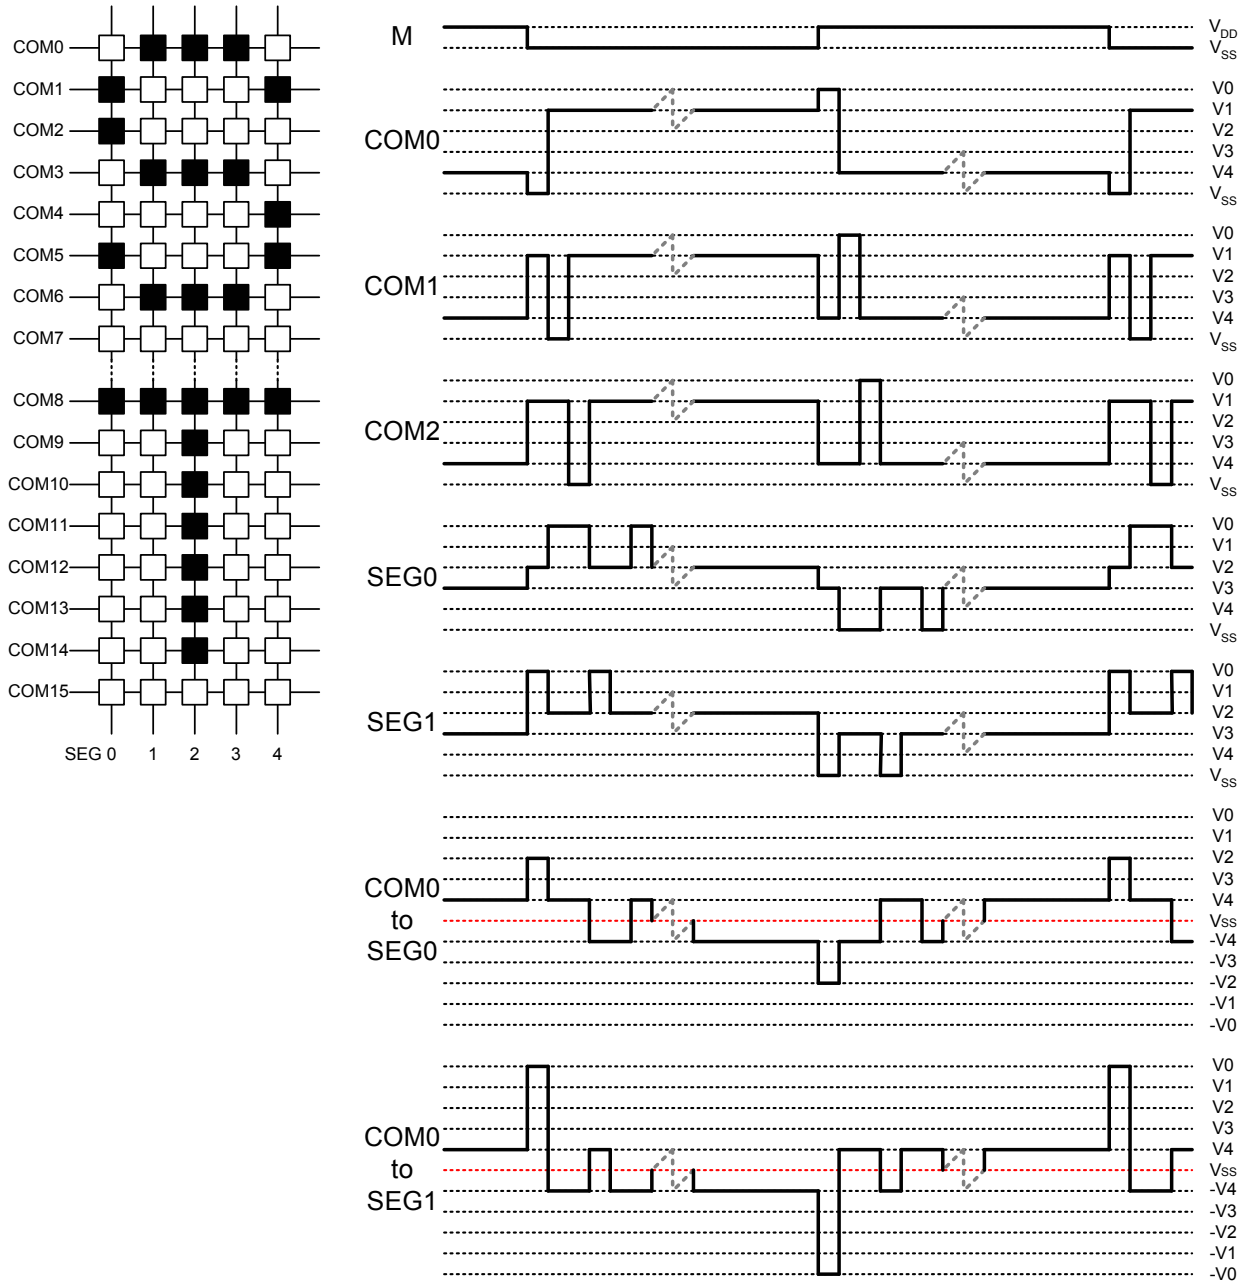 COM0
COM1
COM2
COM3
COM4
COM5
COM6
COM7
COM8
COM9
COM10
COM11
COM12
COM13
COM14
COM15
SEG 0 1 2 3 4
M
VDD
VSS
COM0
V0
V1
V2
V3
V4
VSS
COM1
V0
V1
V2
V3
V4
VSS
COM2
V0
V1
V2
V3
V4
VSS
SEG0
V0
V1
V2
V3
V4
VSS
SEG1
V0
V1
V2
V3
V4
VSS
COM0
to
SEG0
V0
V1
V2
V3
V4
VSS
-V4
-V3
-V2
-V1
-V0
COM0
to
SEG1
V0
V1
V2
V3
V4
VSS
-V4
-V3
-V2
-V1
-V0